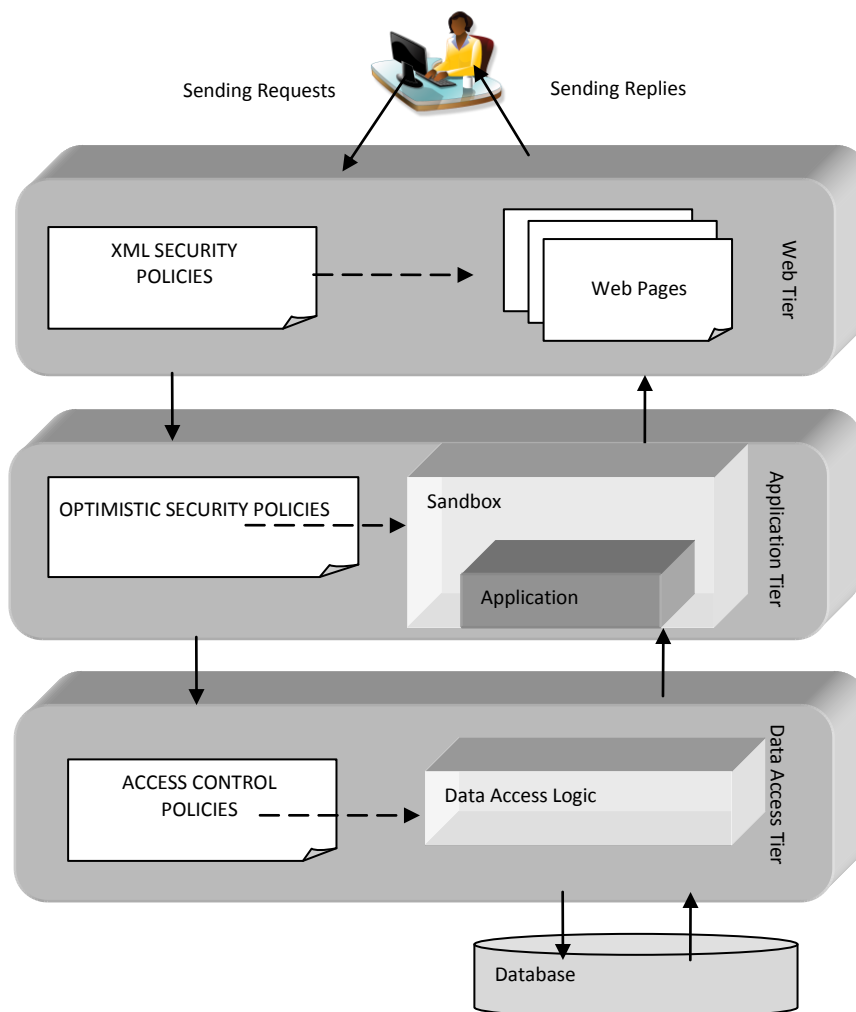 Sending Requests
Sending Replies
XML SECURITY
POLICIES
Web Pages
Web Tier
OPTIMISTIC SECURITY POLICIES
Sandbox
Application
Application Tier
ACCESS CONTROL
POLICIES
Data Access Logic
Data Access Tier
Database